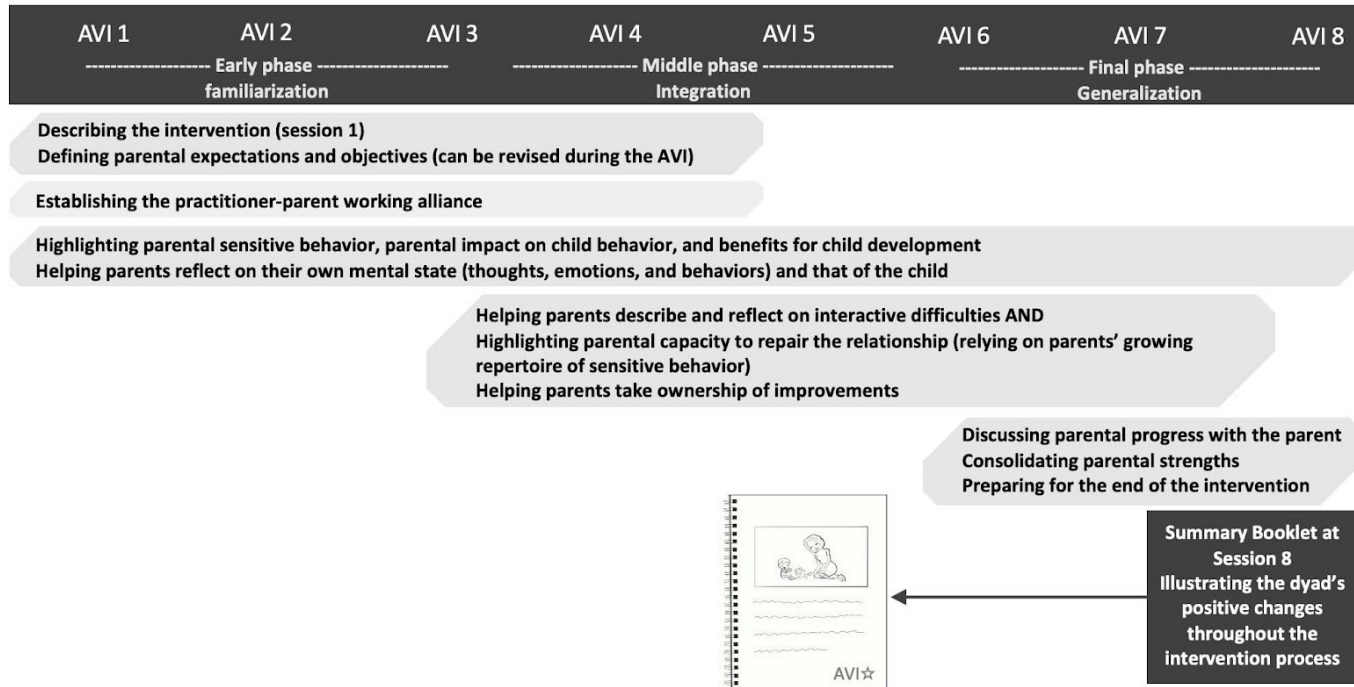 AVI 1 AVI 2 AVI 3 AVI 4 AVI 5 AVI 6 AVI 7 AVI 8
-------------------- Early phase --------------------- -------------------- Middle phase --------------------- -------------------- Final phase ---------------------
familiarization Integration Generalization
Describing the intervention (session 1)
Defining parental expectations and objectives (can be revised during the AVI)
Establishing the practitioner-parent working alliance
Highlighting parental sensitive behavior, parental impact on child behavior, and benefits for child development
Helping parents reflect on their own mental state (thoughts, emotions, and behaviors) and that of the child
Helping parents describe and reflect on interactive difficulties AND
Highlighting parental capacity to repair the relationship (relying on parents’ growing
repertoire of sensitive behavior)
Helping parents take ownership of improvements
Discussing parental progress with the parent
Consolidating parental strengths
Preparing for the end of the intervention
Summary Booklet at
Session 8
Illustrating the dyad’s
positive changes
throughout the
intervention process
AVI☆